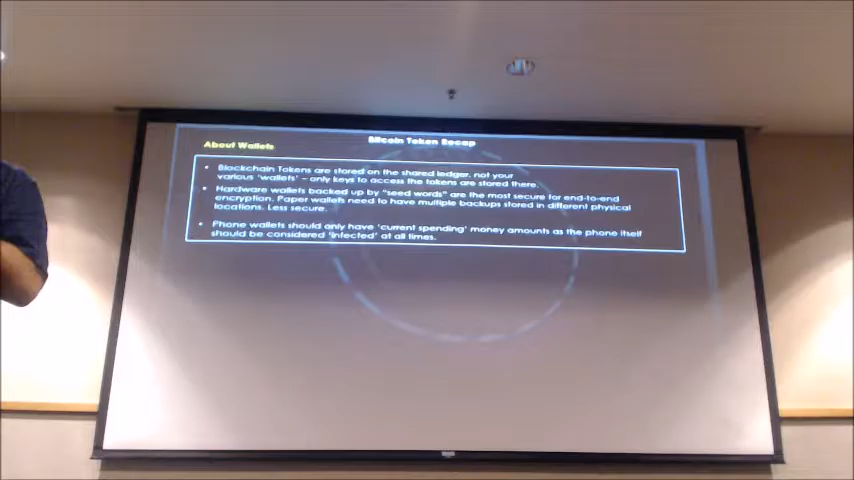 Bitcoin Token Recap
About Wallets
• Blockchain Tokens are stored on the shared ledger, not your
various 'wallets' – only keys to access the tokens are stored there.
• Hardware wallets backed up by "seed words" are the most secure for end-to-end
encryption. Paper wallets need to have multiple backups stored in different physical
locations. Less secure.
• Phone wallets should only have 'current spending' money amounts as the phone itself
should be considered 'infected' at all times.